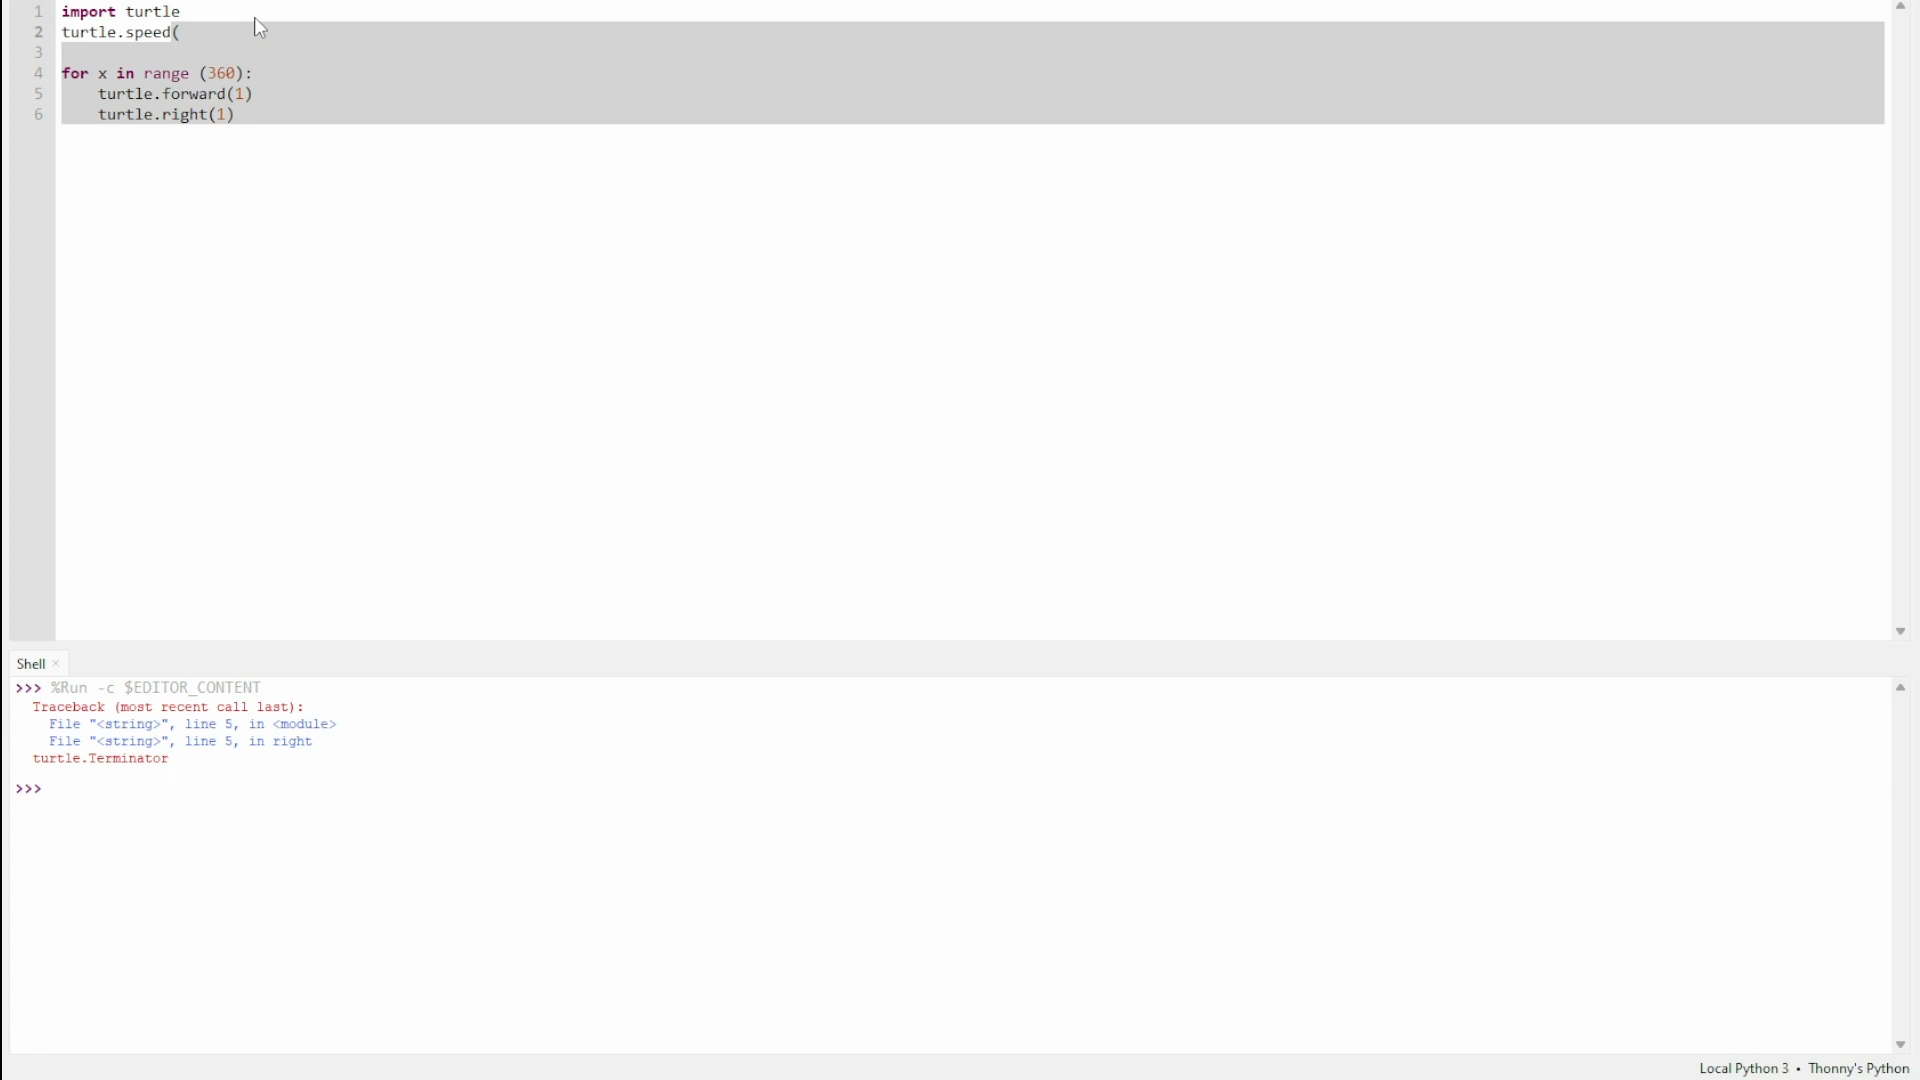 1 import turtle
2 turtle.speed(
3
4 for x in range (360):
5     turtle.forward(1)
6     turtle.right(1)
Shell ×
>>> %Run -c $EDITOR_CONTENT
Traceback (most recent call last):
  File "<string>", line 5, in <module>
  File "<string>", line 5, in right
turtle.Terminator
>>>
Local Python 3 • Thonny's Python